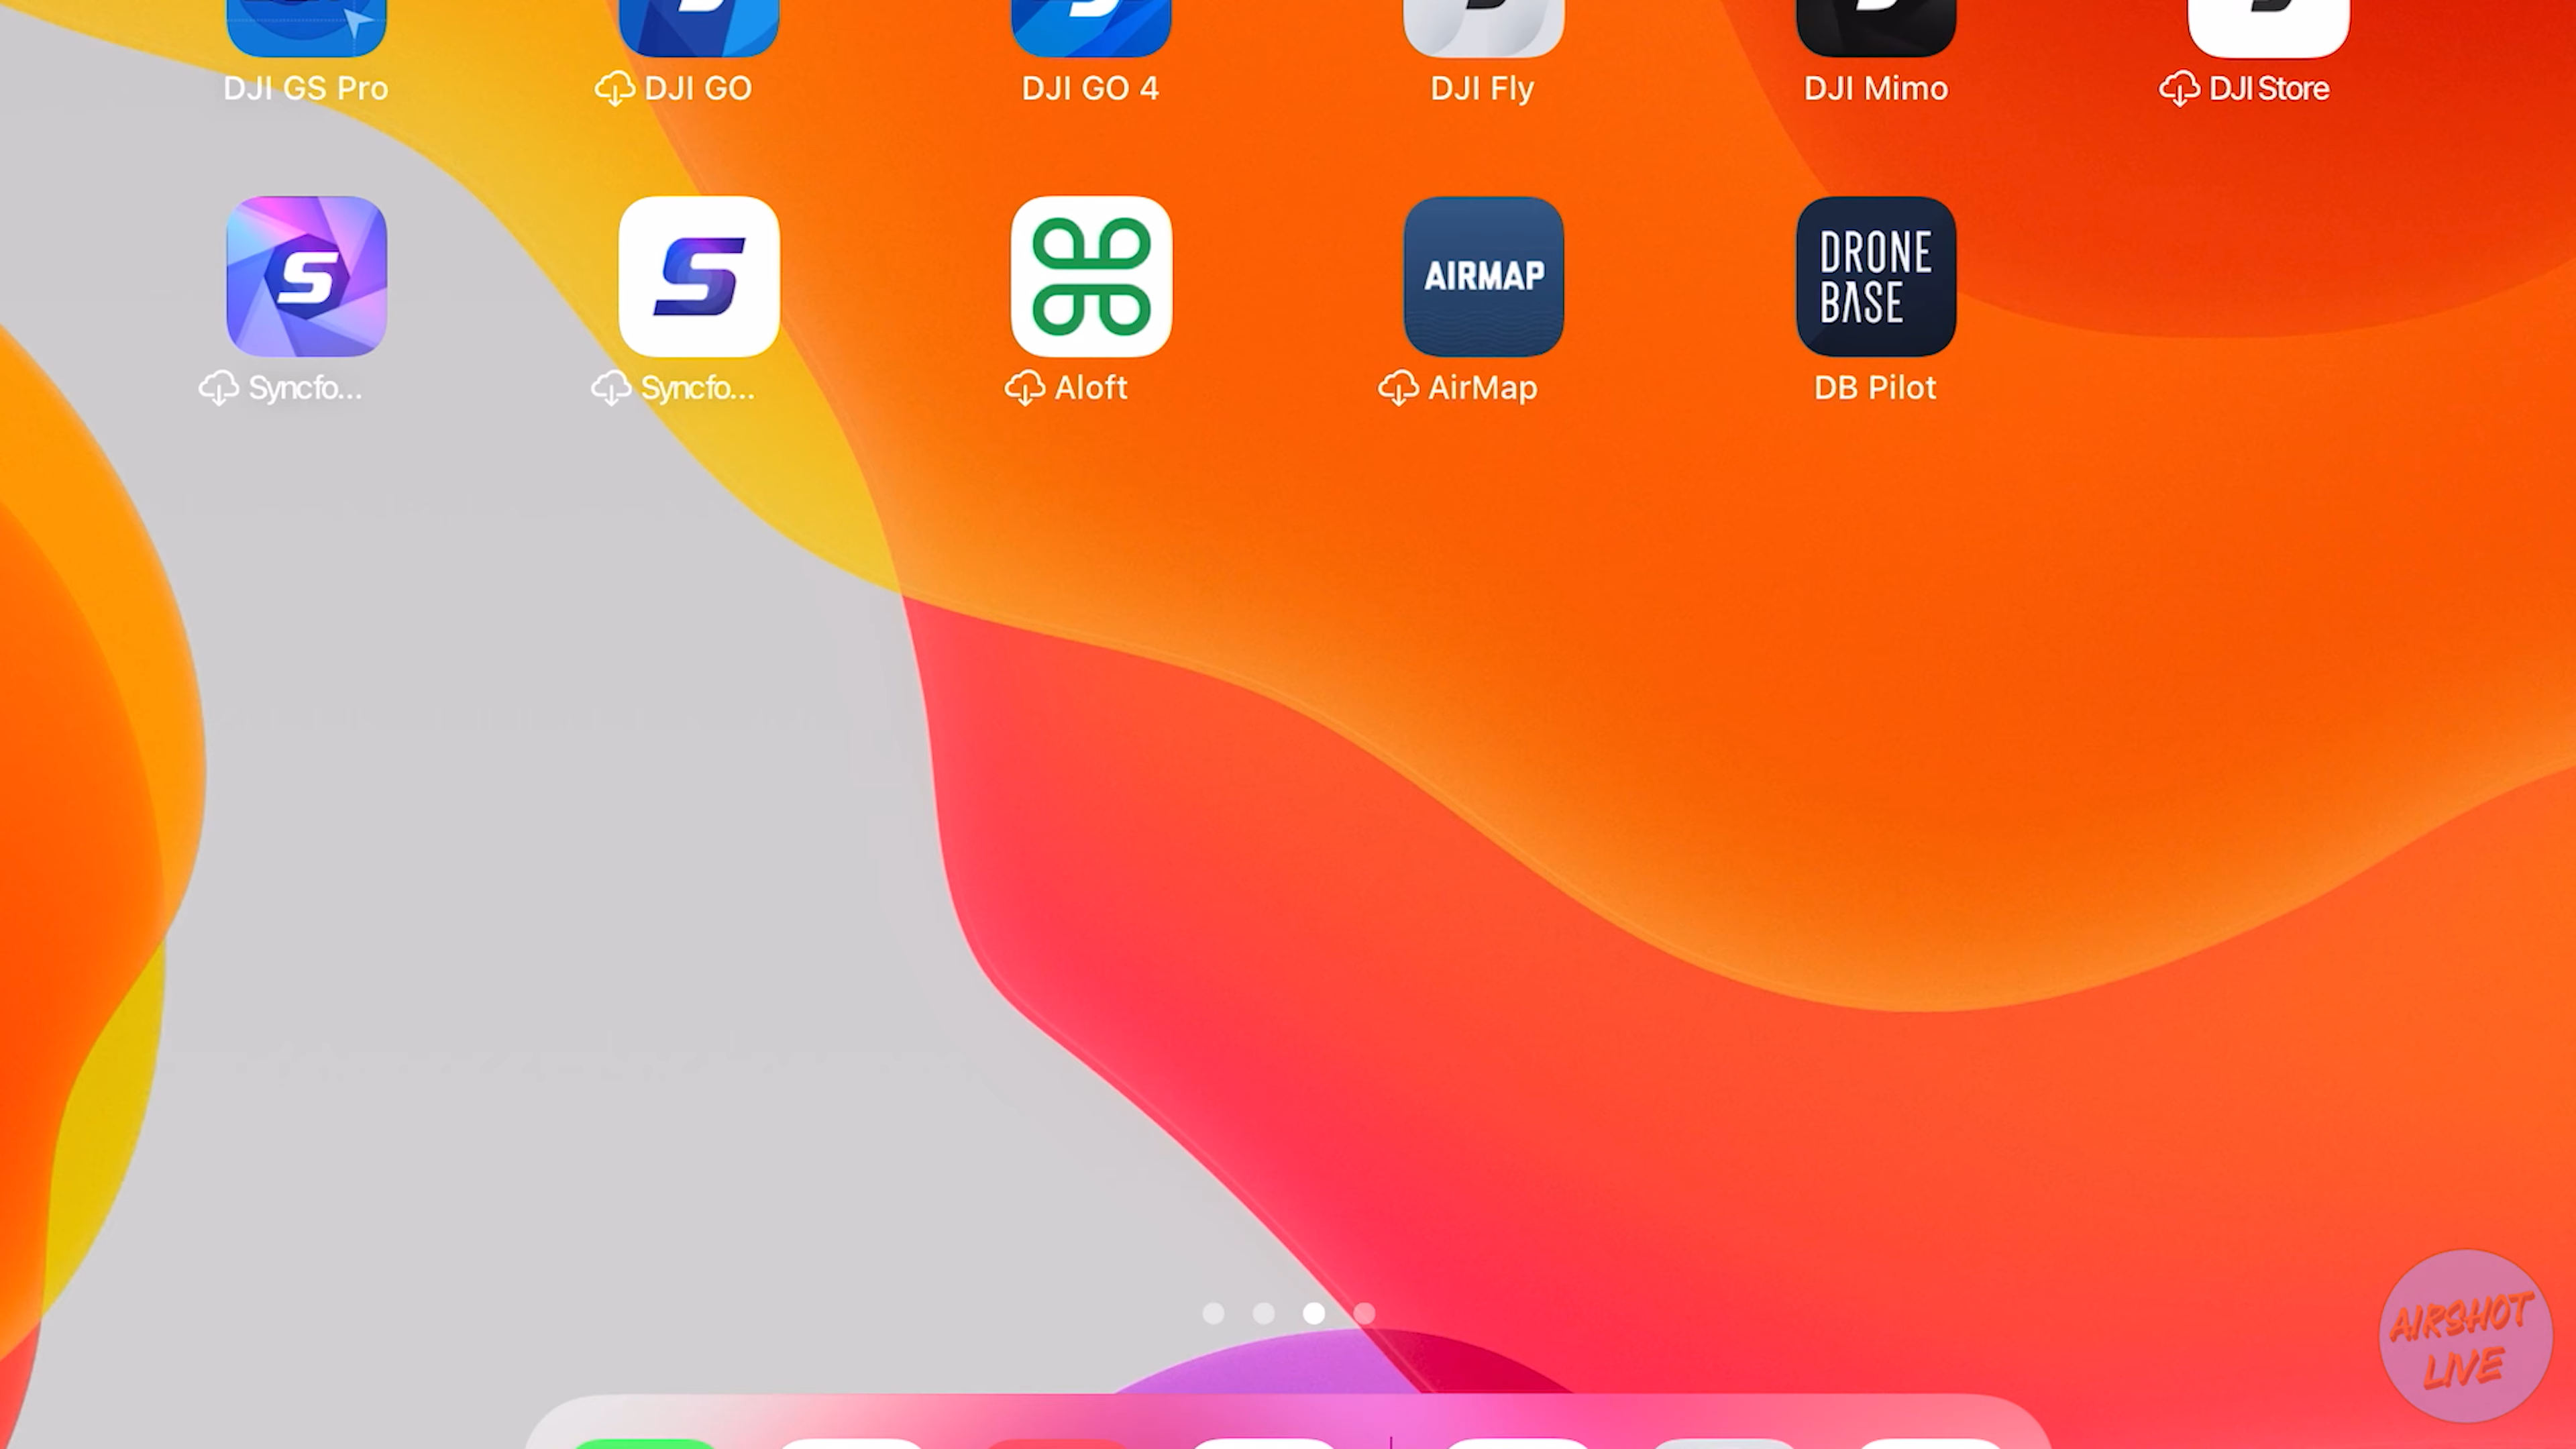 DJI GS Pro
DJI GO
DJI GO 4
DJI Fly
DJI Mimo
DJI Store
S
S
AIRMAP
DRONE
BASE
Syncfo...
Syncfo...
Aloft
AirMap
DB Pilot
AIRSHOT
LIVE